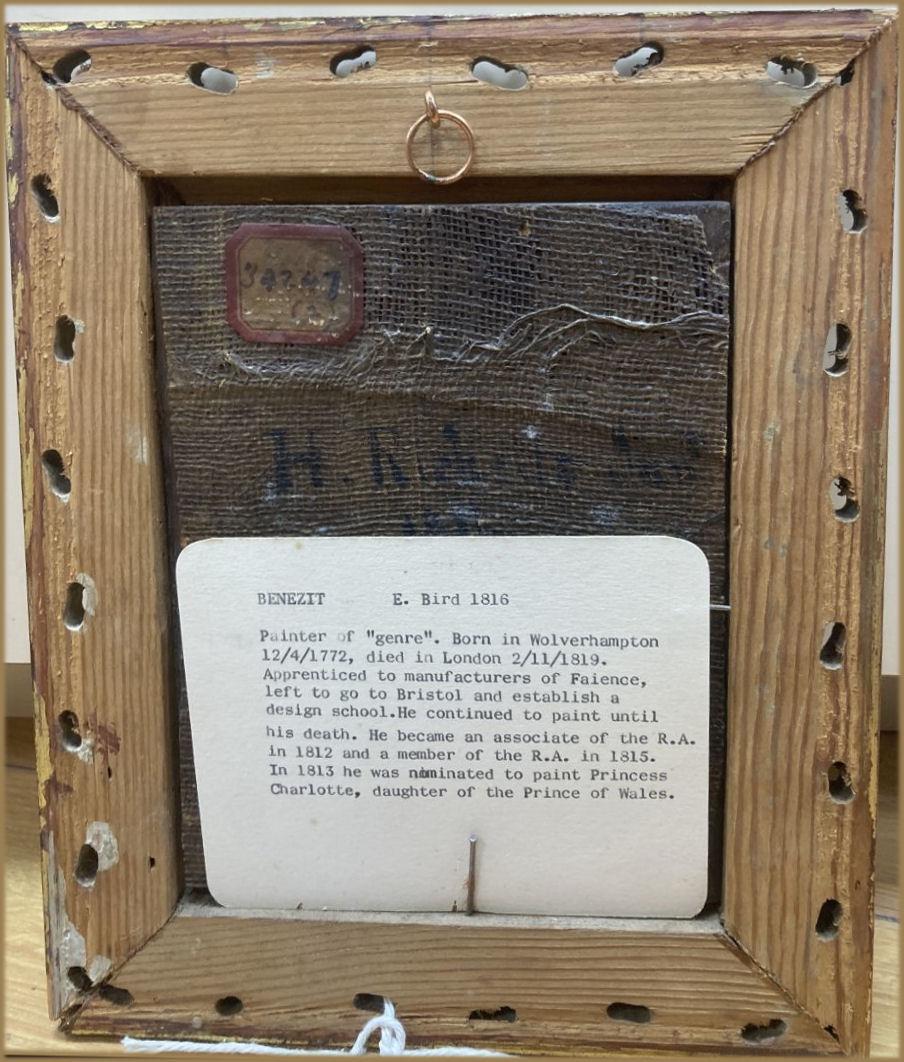 H. R
BENEZIT E. Bird 1816
Painter of "genre". Born in Wolverhampton
12/4/1772, died in London 2/11/1819.
Apprenticed to manufacturers of Faience,
left to go to Bristol and establish a
design school.He continued to paint until
his death. He became an associate of the R.A.
in 1812 and a member of the R.A. in 1815.
In 1813 he was nominated to paint Princess
Charlotte, daughter of the Prince of Wales.